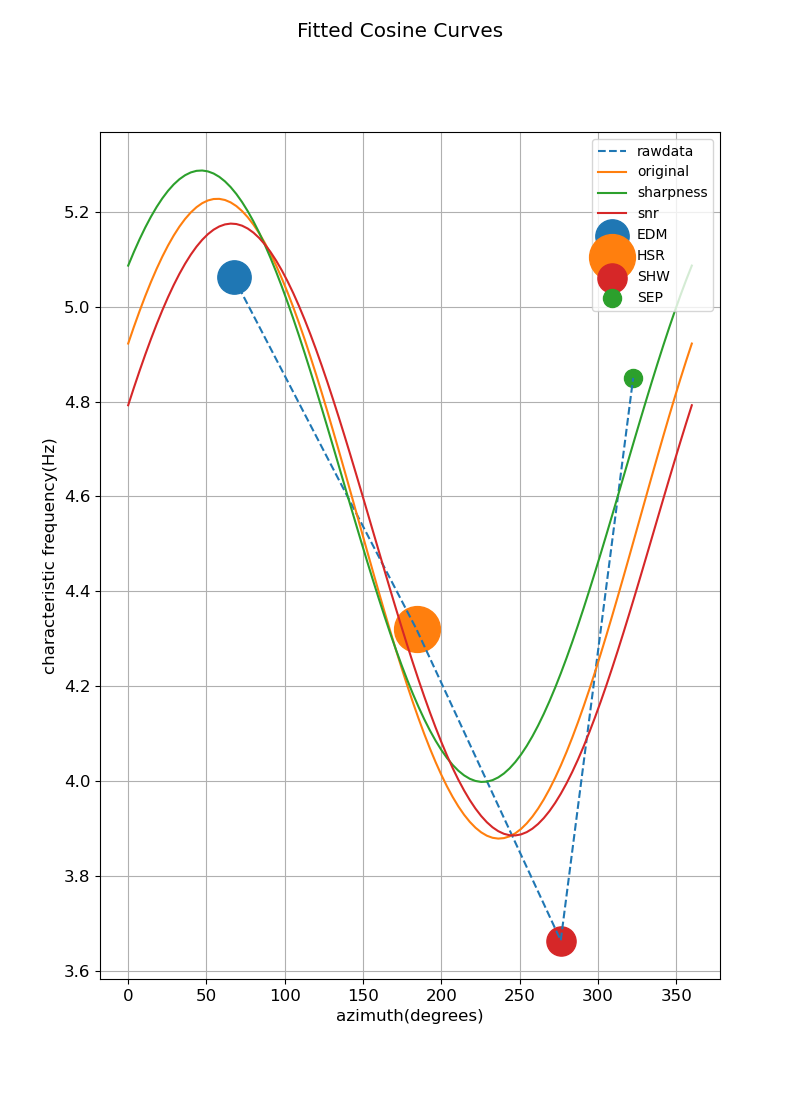 Fitted Cosine Curves
rawdata
original
sharpness
snr
EDM
HSR
SHW
SEP
5.2
5.0
4.8
4.6
4.4
4.2
4.0
3.8
3.6
characteristic frequency(Hz)
0 50 100 150 200 250 300 350
azimuth(degrees)